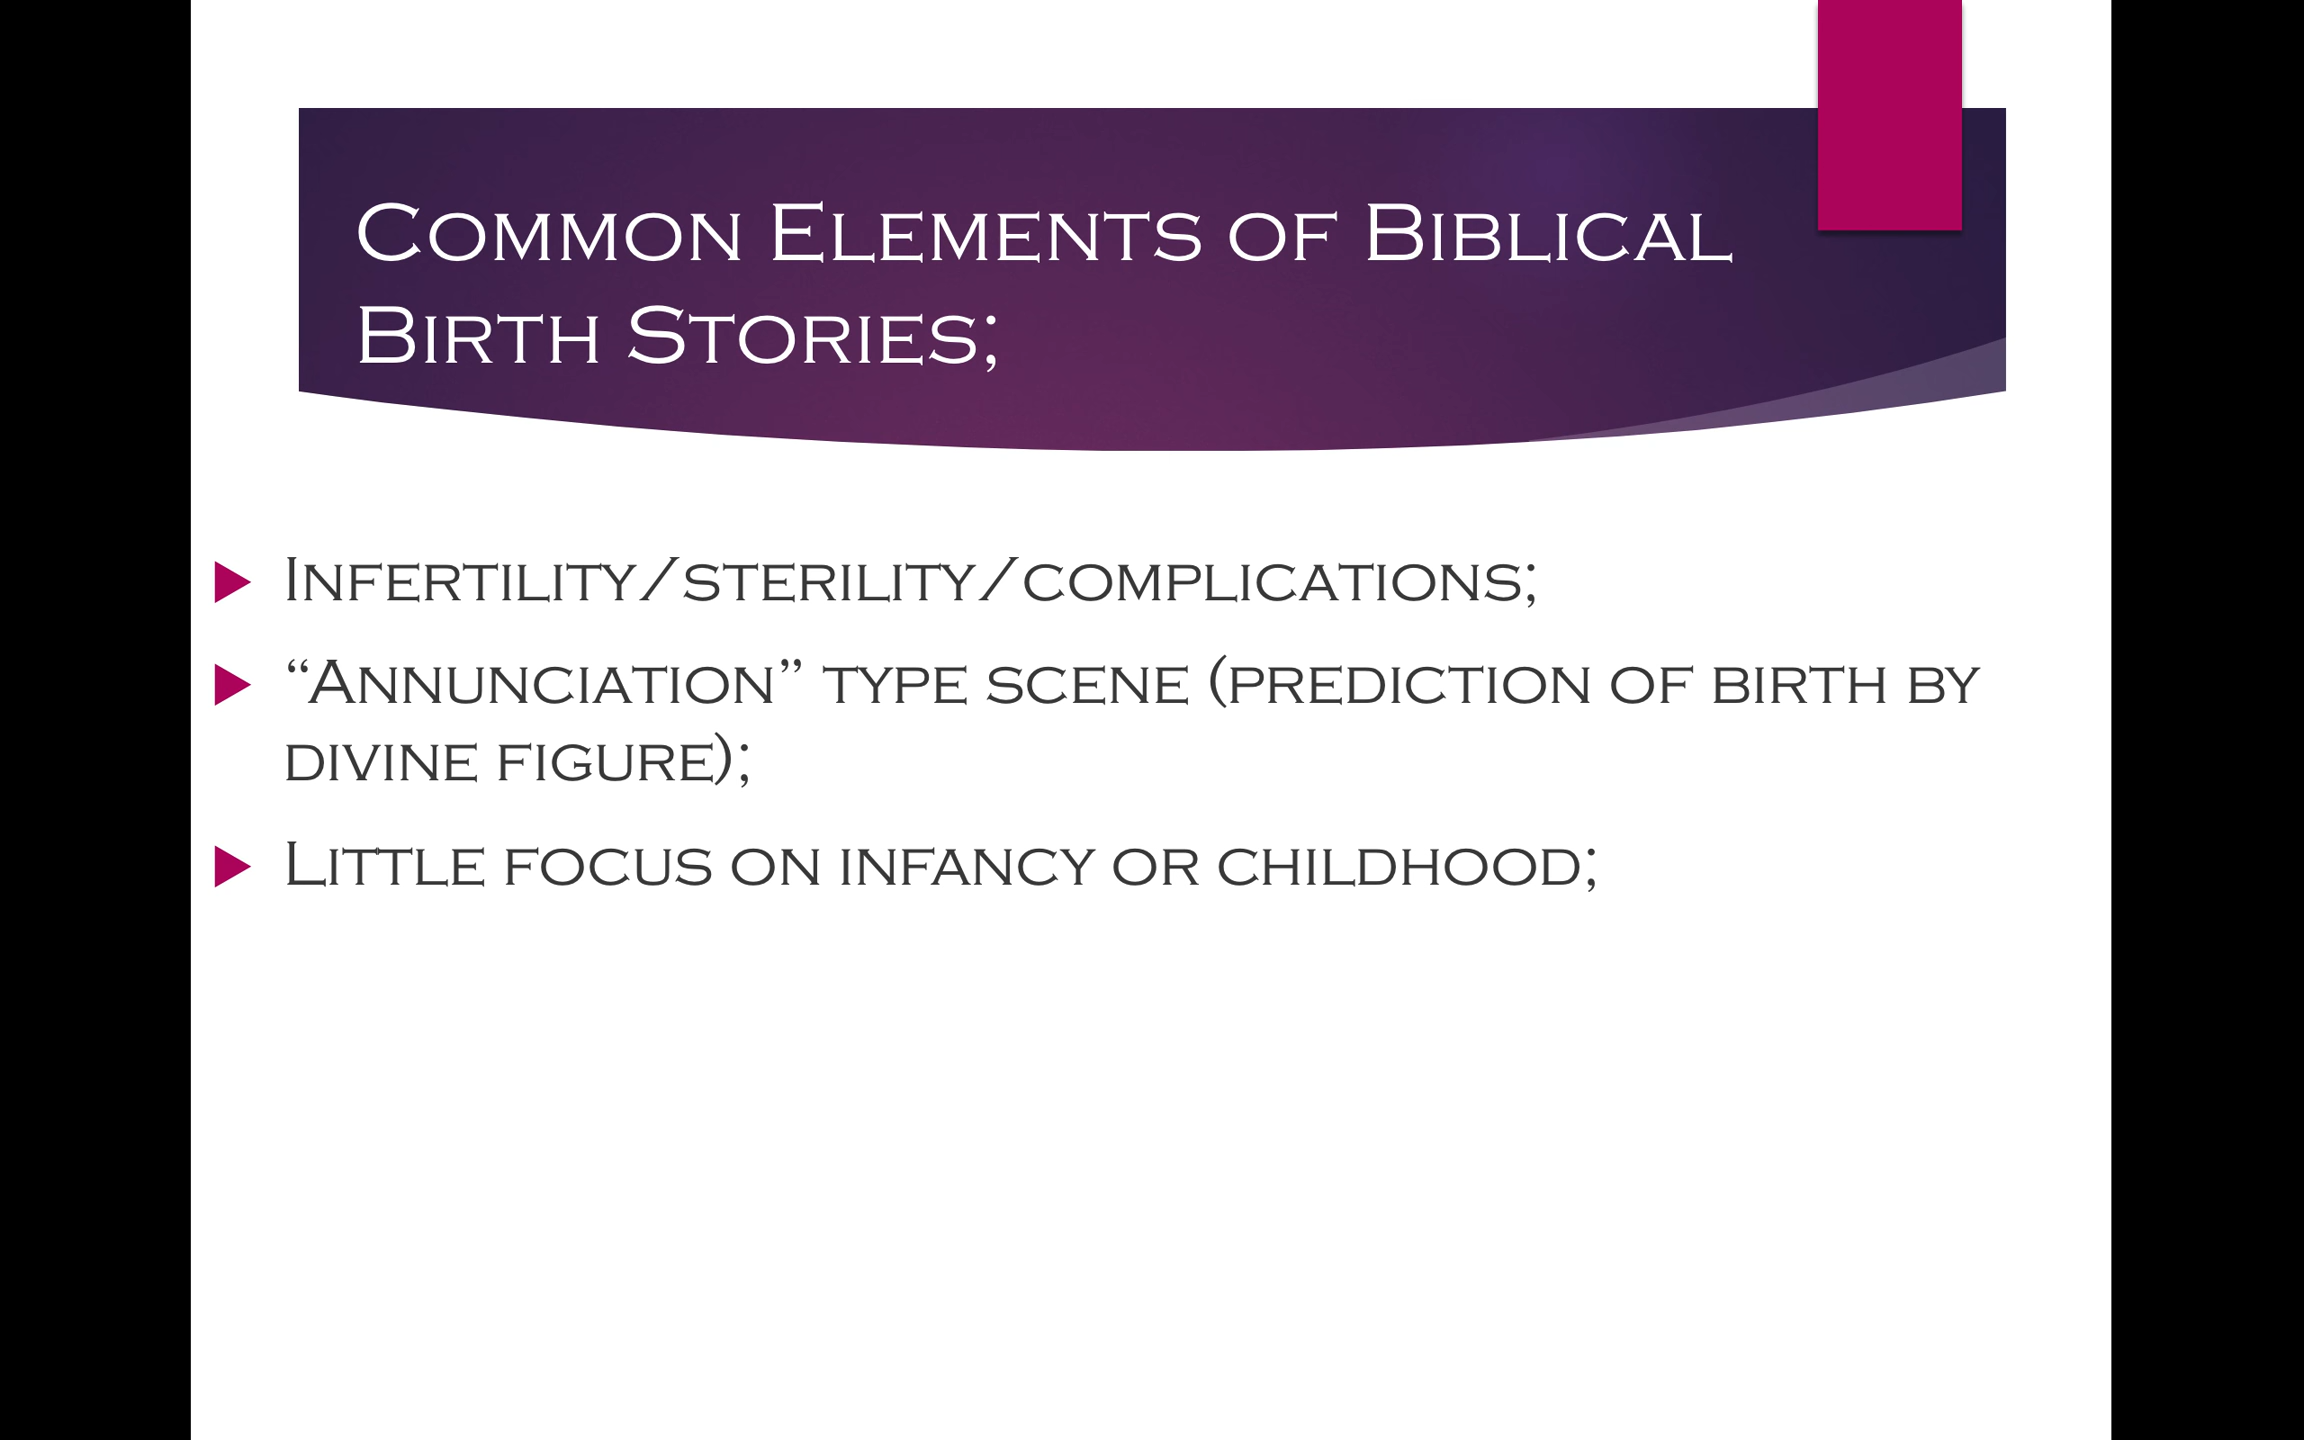 Common Elements of Biblical
Birth Stories;
Infertility/sterility/complications;
“Annunciation” type scene (prediction of birth by
divine figure);
Little focus on infancy or childhood;